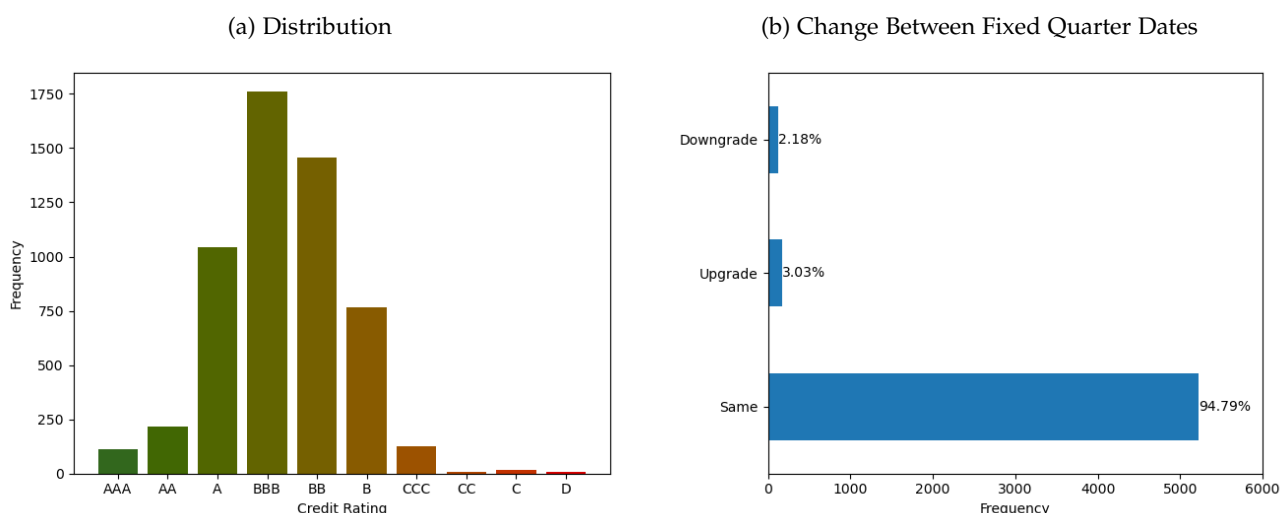 (a) Distribution
1750
1500
1250
1000
750
500
250
0
Frequency
AAA AA A BBB BB B CCC CC C D
Credit Rating
(b) Change Between Fixed Quarter Dates
Downgrade 2.18%
Upgrade 3.03%
Same 94.79%
0 1000 2000 3000 4000 5000 6000
Frequency